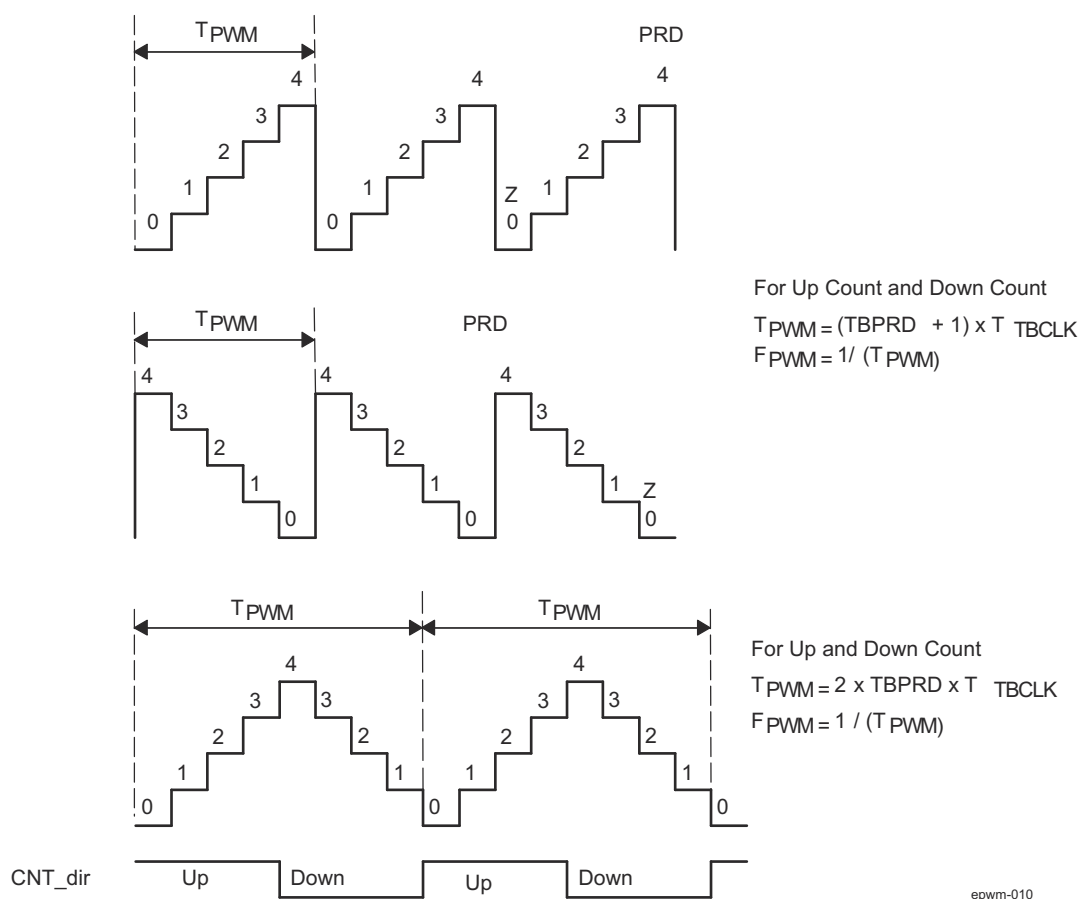 TPWM
PRD
4 4 4
3 3 3
2 2 2
1 1 Z 1
0 0 0
For Up Count and Down Count
TPWM = (TBPRD + 1) x T TBCLK
FPWM = 1/ (TPWM)
TPWM PRD
4 4 4
3 3 3
2 2 2
1 1 1 Z
0 0 0
TPWM TPWM
For Up and Down Count
TPWM = 2 x TBPRD x T TBCLK
FPWM = 1 / (TPWM)
4 4
3 3 3 3
2 2 2 2
1 1 1 1
0 0 0
CNT_dir Up Down Up Down
epwm-010